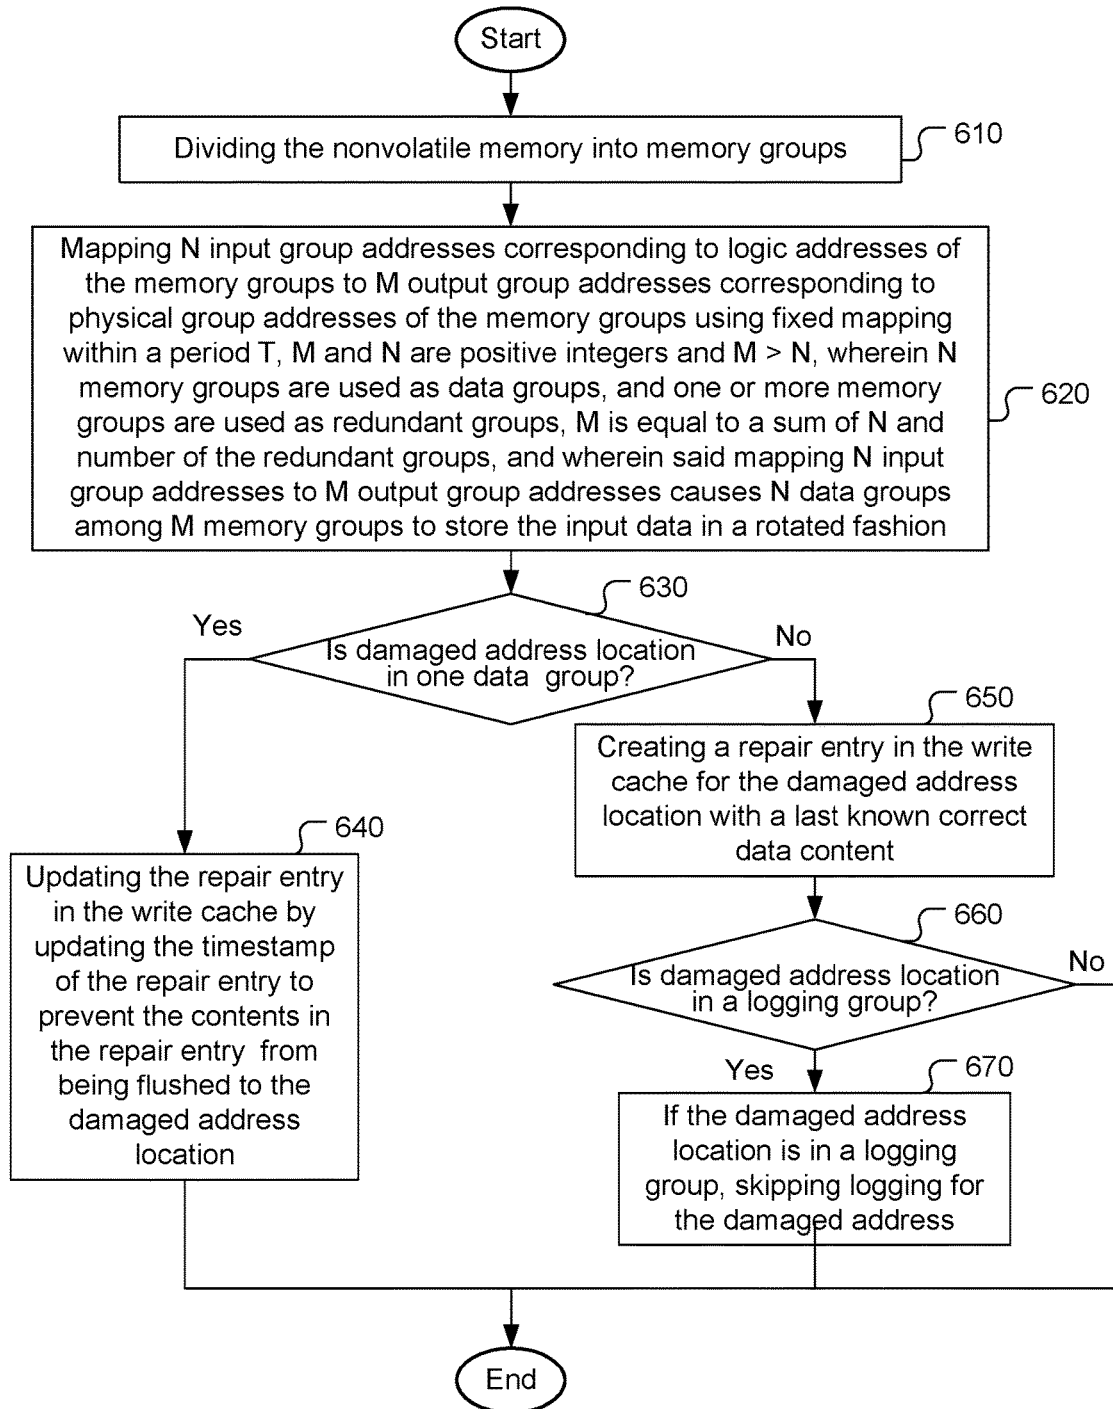 Start
Dividing the nonvolatile memory into memory groups
610
Mapping N input group addresses corresponding to logic addresses of
the memory groups to M output group addresses corresponding to
physical group addresses of the memory groups using fixed mapping
within a period T, M and N are positive integers and M > N, wherein N
memory groups are used as data groups, and one or more memory
groups are used as redundant groups, M is equal to a sum of N and
number of the redundant groups, and wherein said mapping N input
group addresses to M output group addresses causes N data groups
among M memory groups to store the input data in a rotated fashion
620
630
Yes
Is damaged address location
in one data group?
No
650
Creating a repair entry in the write
cache for the damaged address
location with a last known correct
data content
640
Updating the repair entry
in the write cache by
updating the timestamp
of the repair entry to
prevent the contents in
the repair entry from
being flushed to the
damaged address
location
660
Is damaged address location
in a logging group?
No
Yes
670
If the damaged address
location is in a logging
group, skipping logging for
the damaged address
End